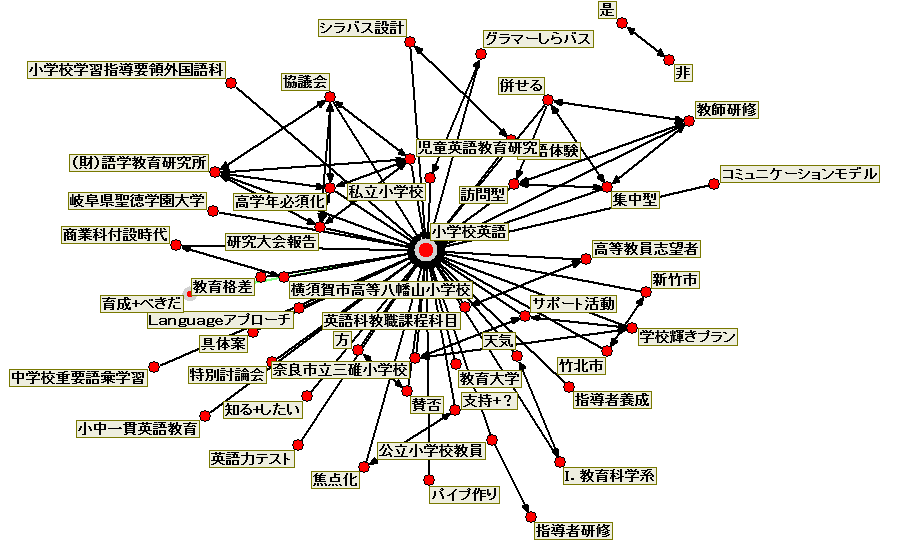 是
シラバス設計
グラマーしらバス
小学校学習指導要領外国語科
協議会
非
併せる
教師研修
児童英語教育研究
語体験
(財)語学教育研究所
コミュニケーションモデル
私立小学校
訪問型
高学年必須化
集中型
岐阜県聖徳学園大学
小学校英語
商業科付設時代
研究大会報告
高等教員志望者
教育格差
新竹市
横須賀市高等八幡山小学校
育成+べきだ
サポート活動
Languageアプローチ
英語科教職課程科目
学校輝きプラン
具体案
方
天気
竹北市
中学校重要語彙学習
特別討論会
奈良市立三碓小学校
教育大学
知る+したい
賛否
支持+?
指導者養成
小中一貫英語教育
公立小学校教員
英語力テスト
焦点化
I. 教育科学系
パイプ作り
指導者研修